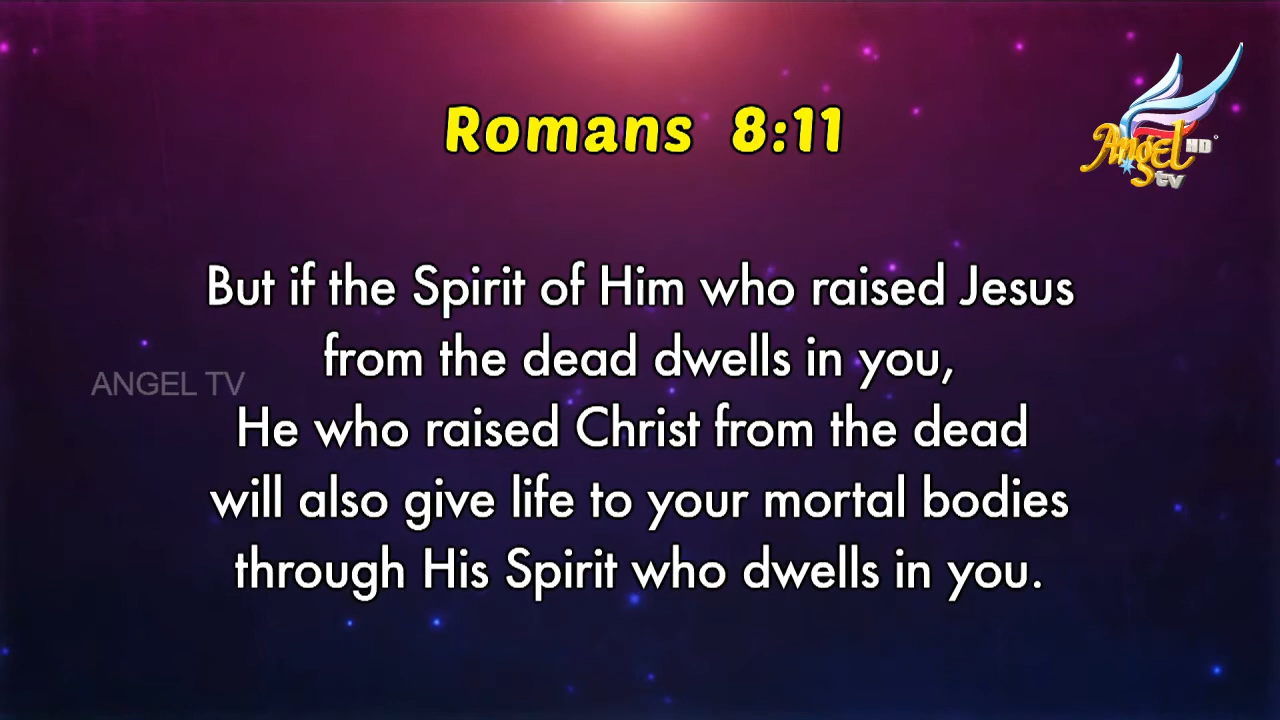 Romans 8:11
Angel HD
tv
But if the Spirit of Him who raised Jesus
from the dead dwells in you,
ANGEL TV
He who raised Christ from the dead
will also give life to your mortal bodies
through His Spirit who dwells in you.